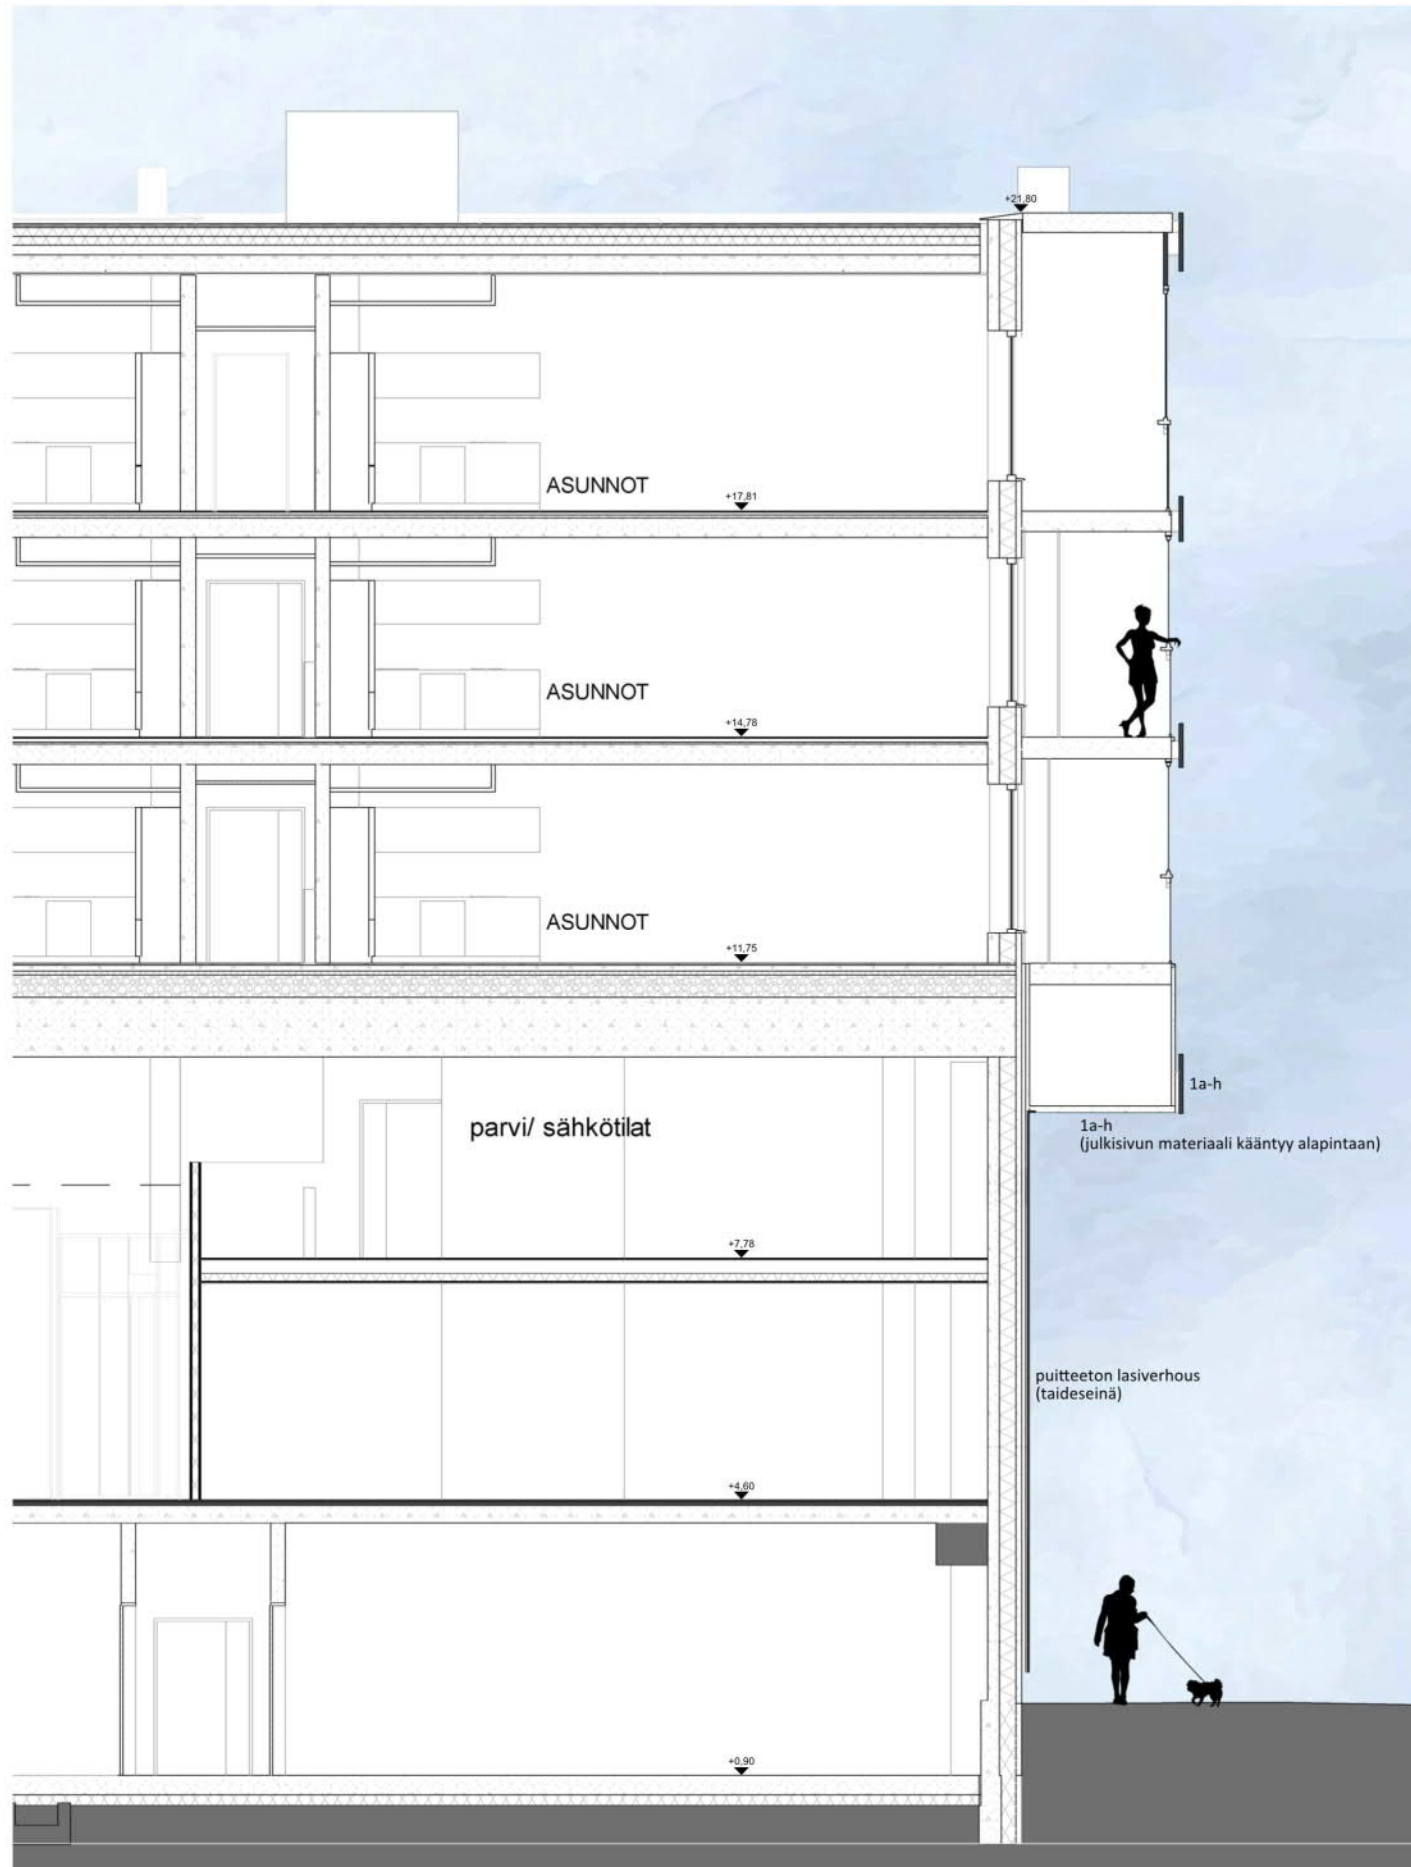 +21,80
ASUNNOT
+17,81
ASUNNOT
+14,78
ASUNNOT
+11,75
1a-h
parvi/ sähkötilat
1a-h
(julkisivun materiaali kääntyy alapintaan)
+7,78
puitteeton lasiverhous
(taideseinä)
+4,60
+0,90